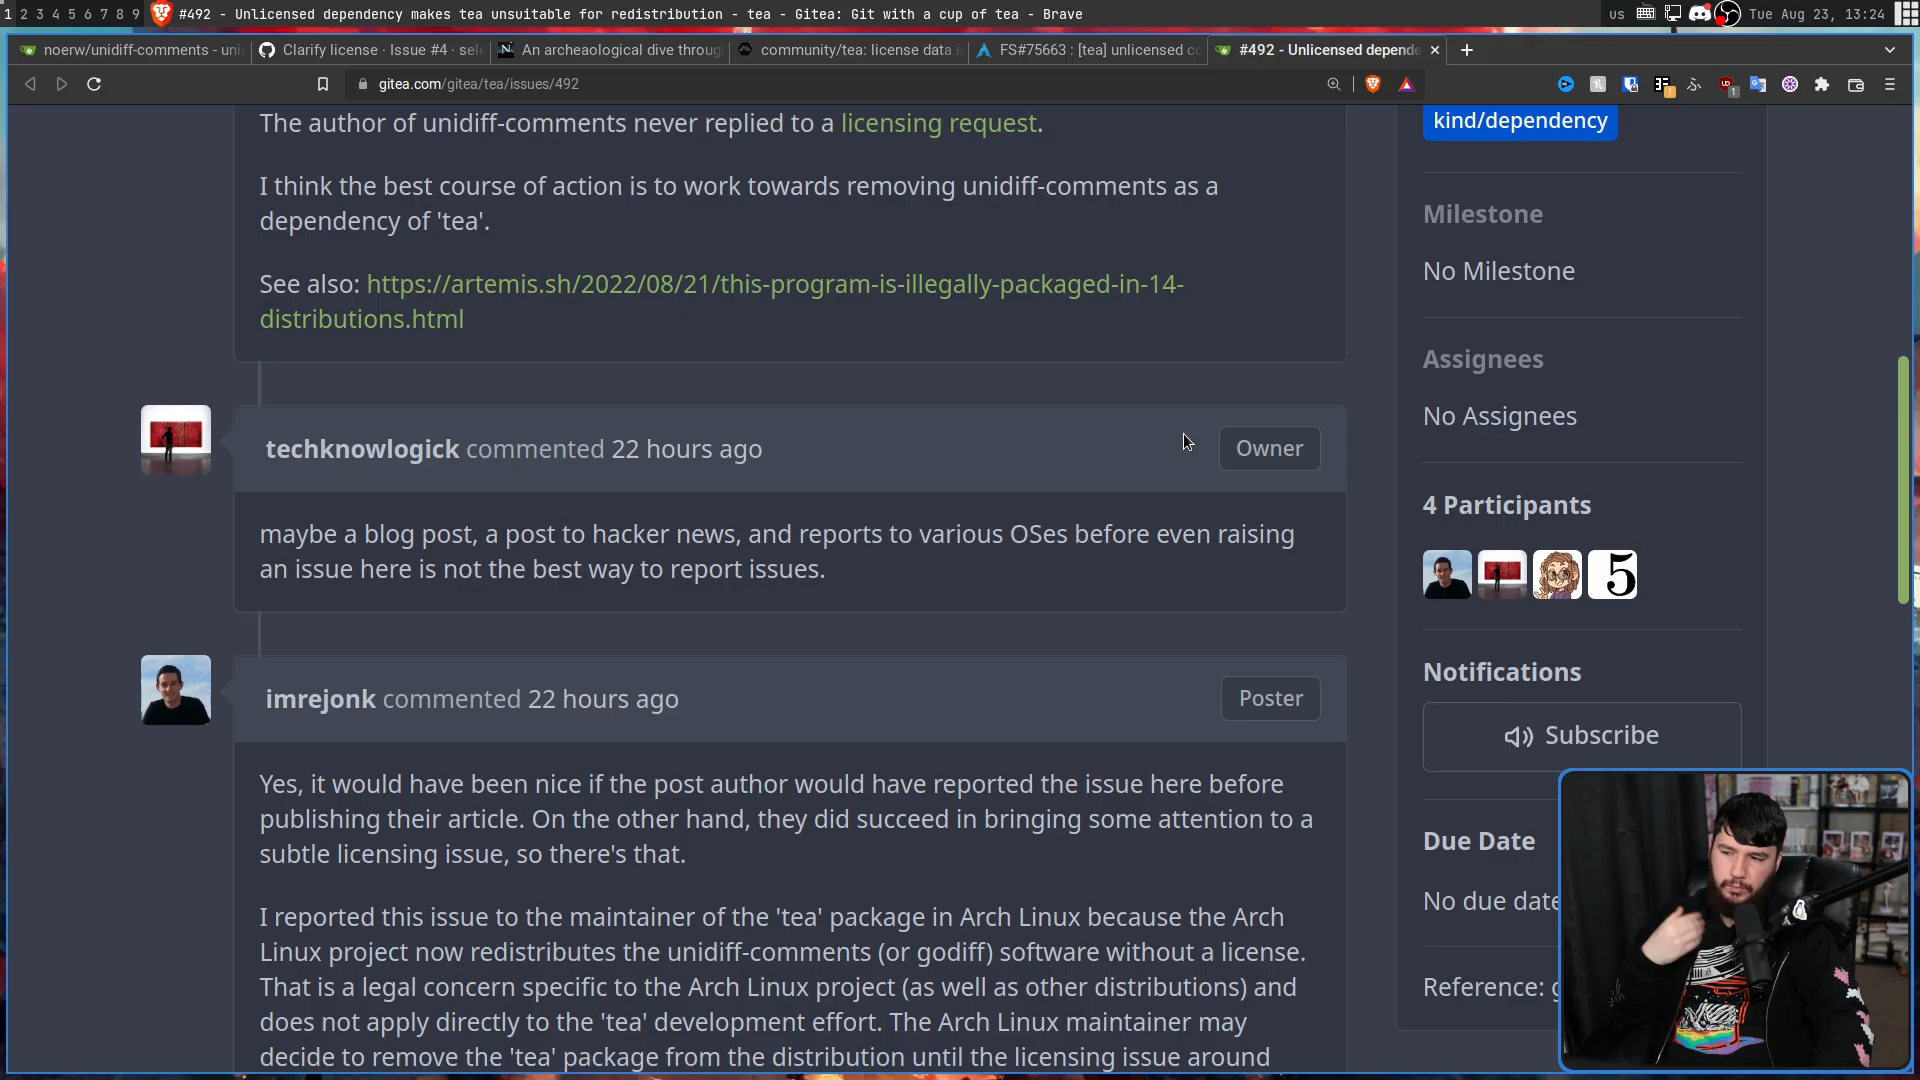 1 2 3 4 5 6 7 8 9 #492 - Unlicensed dependency makes tea unsuitable for redistribution - tea - Gitea: Git with a cup of tea - Brave
us Tue Aug 23, 13:24
noerw/unidiff-comments - uni
Clarify license · Issue #4 · sele
An archeaological dive throug
community/tea: license data i
FS#75663 : [tea] unlicensed co
#492 - Unlicensed depende
gitea.com/gitea/tea/issues/492
The author of unidiff-comments never replied to a licensing request.
I think the best course of action is to work towards removing unidiff-comments as a
dependency of 'tea'.
See also: https://artemis.sh/2022/08/21/this-program-is-illegally-packaged-in-14-
distributions.html
techknowlogick commented 22 hours ago
Owner
maybe a blog post, a post to hacker news, and reports to various OSes before even raising
an issue here is not the best way to report issues.
imrejonk commented 22 hours ago
Poster
Yes, it would have been nice if the post author would have reported the issue here before
publishing their article. On the other hand, they did succeed in bringing some attention to a
subtle licensing issue, so there's that.
I reported this issue to the maintainer of the 'tea' package in Arch Linux because the Arch
Linux project now redistributes the unidiff-comments (or godiff) software without a license.
That is a legal concern specific to the Arch Linux project (as well as other distributions) and
does not apply directly to the 'tea' development effort. The Arch Linux maintainer may
decide to remove the 'tea' package from the distribution until the licensing issue around
kind/dependency
Milestone
No Milestone
Assignees
No Assignees
4 Participants
5
Notifications
Subscribe
Due Date
No due date
Reference: g